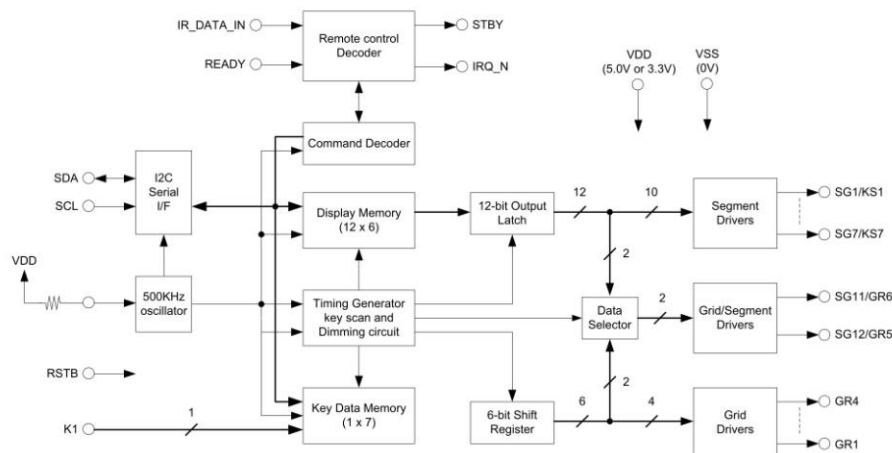 IR_DATA_IN
STBY
Remote control
Decoder
READY
IRQ_N
VDD
(5.0V or 3.3V)
VSS
(0V)
Command Decoder
SDA
SCL
I2C
Serial
I/F
Display Memory
(12 x 6)
12-bit Output
Latch
12
10
Segment
Drivers
SG1/KS1
SG7/KS7
2
VDD
500KHz
oscillator
Timing Generator
key scan and
Dimming circuit
Data
Selector
2
Grid/Segment
Drivers
SG11/GR6
SG12/GR5
RSTB
2
K1
1
Key Data Memory
(1 x 7)
6-bit Shift
Register
6
4
Grid
Drivers
GR4
GR1